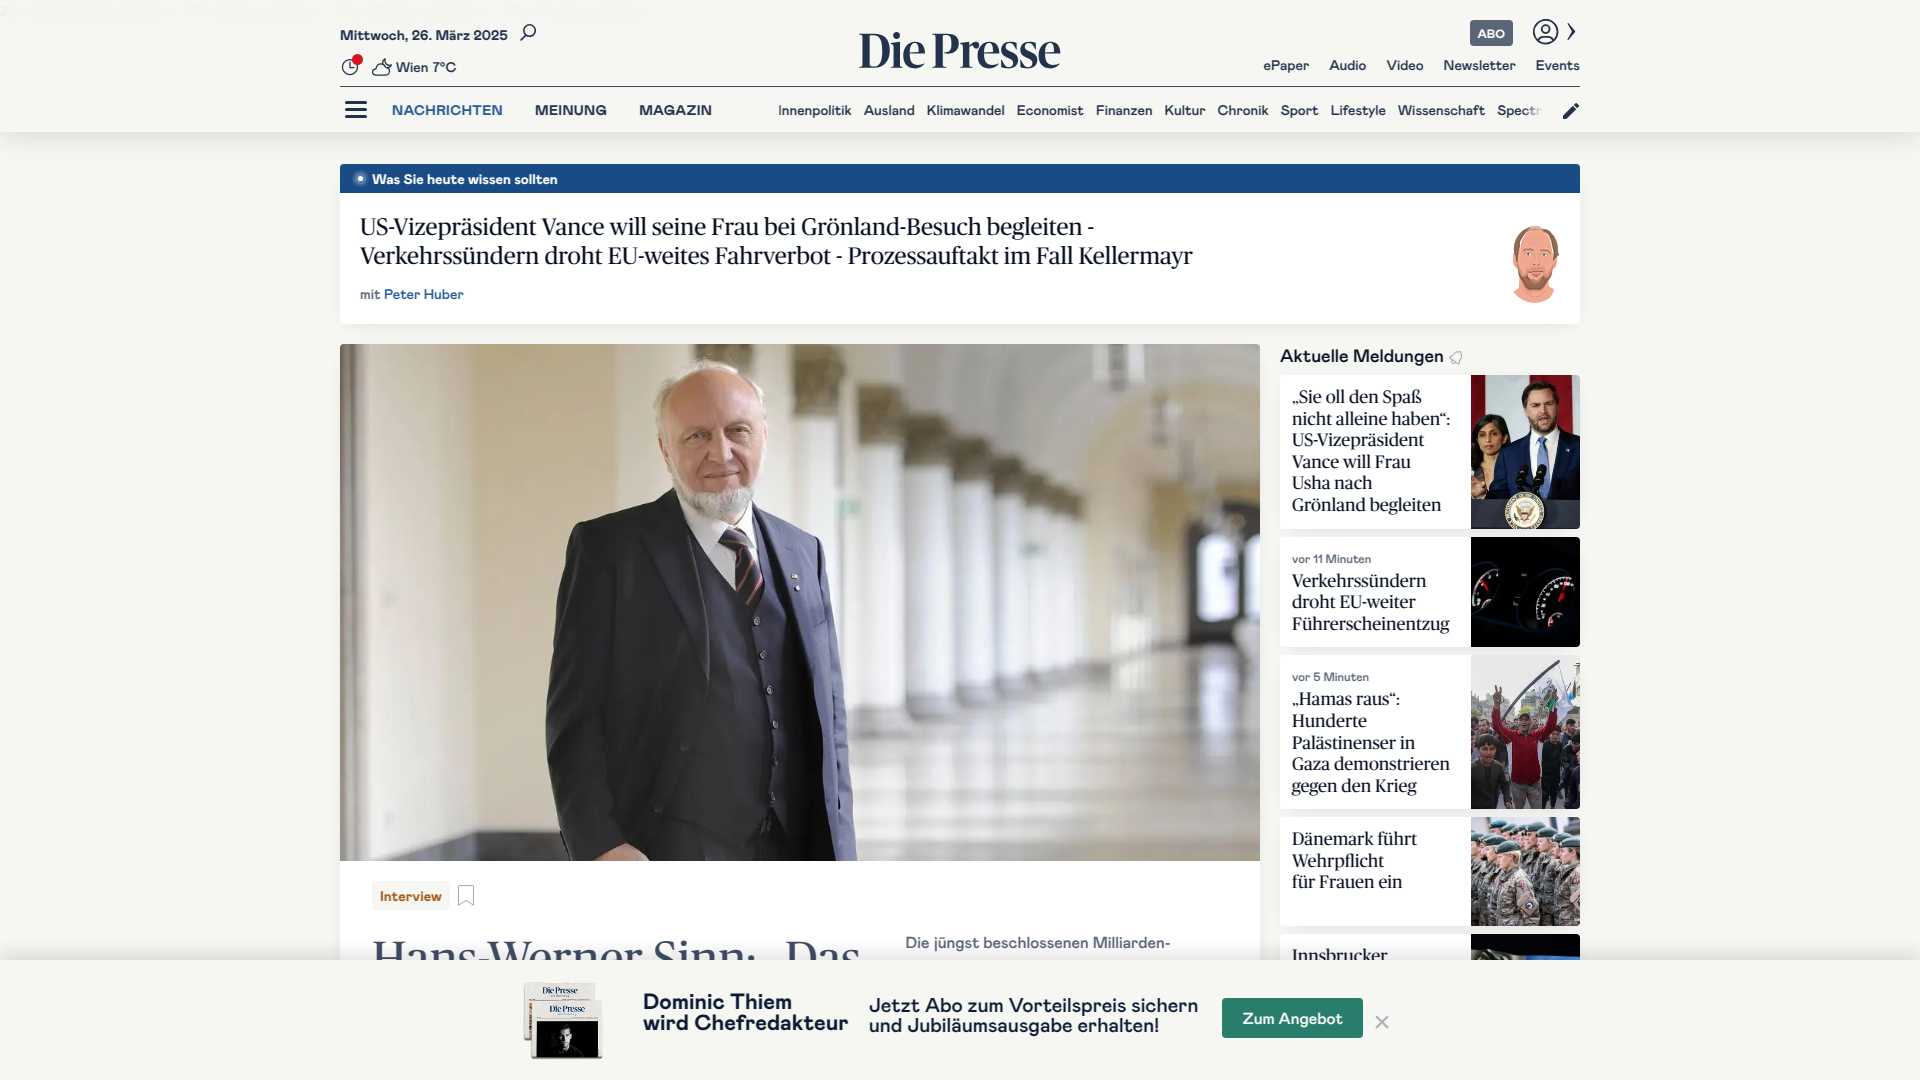 Mittwoch, 26. März 2025
Wien 7°C
Die Presse
ABO
ePaper Audio Video Newsletter Events
NACHRICHTEN MEINUNG MAGAZIN
Innenpolitik Ausland Klimawandel Economist Finanzen Kultur Chronik Sport Lifestyle Wissenschaft Spectr
Was Sie heute wissen sollten
US-Vizepräsident Vance will seine Frau bei Grönland-Besuch begleiten -
Verkehrssündern droht EU-weites Fahrverbot - Prozessauftakt im Fall Kellermayr
mit Peter Huber
Interview
Hans-Werner Sinn: „Das
Die jüngst beschlossenen Milliarden-
Aktuelle Meldungen
„Sie oll den Spaß
nicht alleine haben“:
US-Vizepräsident
Vance will Frau
Usha nach
Grönland begleiten
vor 11 Minuten
Verkehrssündern
droht EU-weiter
Führerscheinentzug
vor 5 Minuten
„Hamas raus“:
Hunderte
Palästinenser in
Gaza demonstrieren
gegen den Krieg
Dänemark führt
Wehrpflicht
für Frauen ein
Innsbrucker
Die Presse
Die Presse
Dominic Thiem
wird Chefredakteur
Jetzt Abo zum Vorteilspreis sichern
und Jubiläumsausgabe erhalten!
Zum Angebot